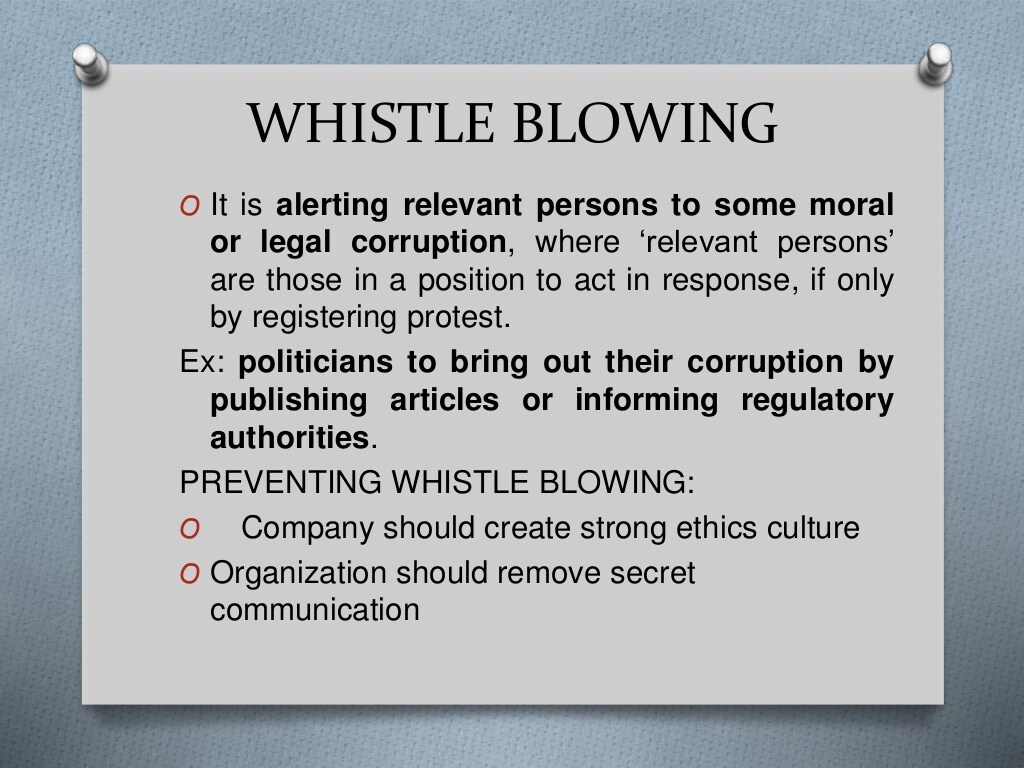 WHISTLE BLOWING
O It is alerting relevant persons to some moral
or legal corruption, where ‘relevant persons’
are those in a position to act in response, if only
by registering protest.
Ex: politicians to bring out their corruption by
publishing articles or informing regulatory
authorities.
PREVENTING WHISTLE BLOWING:
O Company should create strong ethics culture
O Organization should remove secret
communication